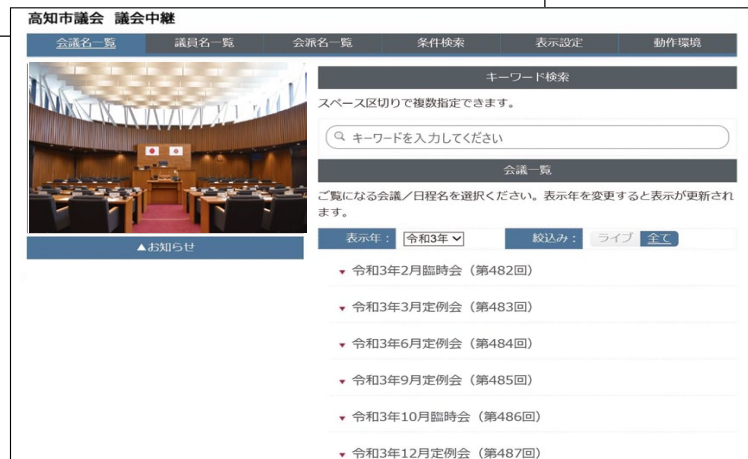 高知市議会 議会中継
会議名一覧 議員名一覧 会派名一覧 条件検索 表示設定 動作環境
キーワード検索
スペース区切りで複数指定できます。
キーワードを入力してください
会議一覧
ご覧になる会議／日程名を選択ください。表示年を変更すると表示が更新され
ます。
▲お知らせ
表示年： 令和3年 絞込み： ライブ 全て
令和3年2月臨時会（第482回）
令和3年3月定例会（第483回）
令和3年6月定例会（第484回）
令和3年9月定例会（第485回）
令和3年10月臨時会（第486回）
令和3年12月定例会（第487回）